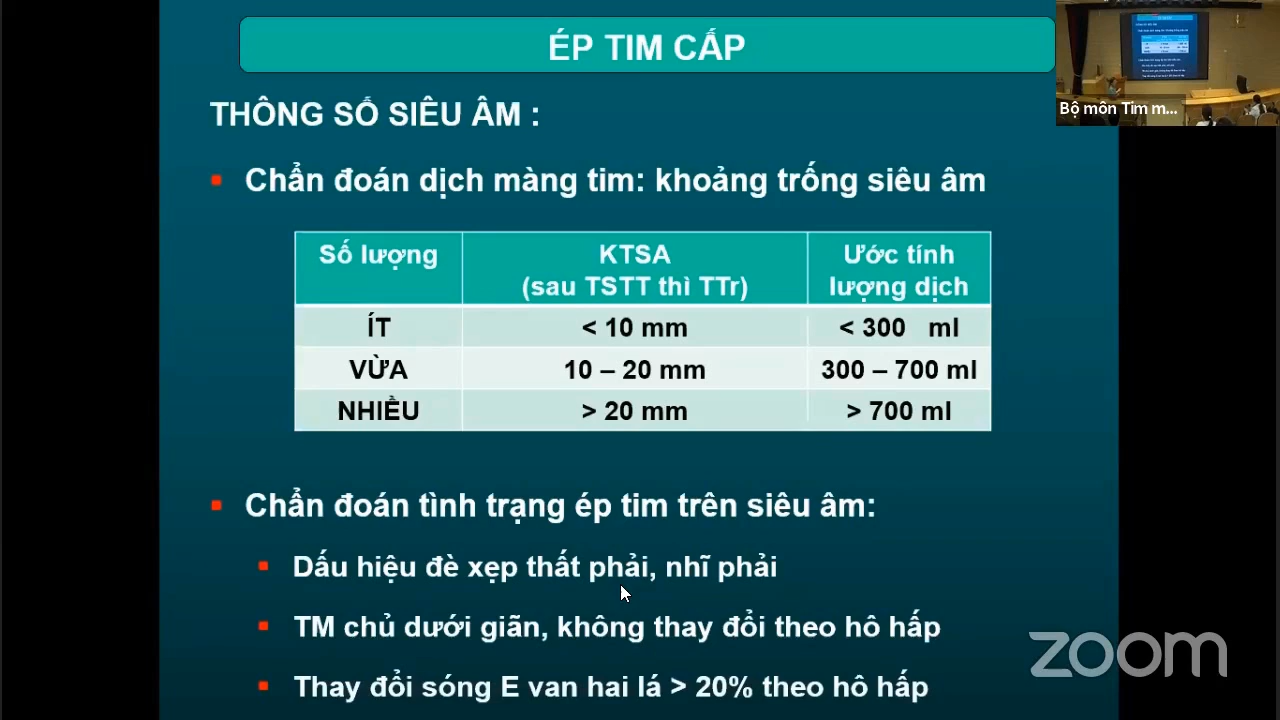 ÉP TIM CẤP
Bộ môn Tim m...
THÔNG SỐ SIÊU ÂM :
Chẩn đoán dịch màng tim: khoảng trống siêu âm
Số lượng
KTSA
(sau TSTT thì TTr)
Ước tính
lượng dịch
ÍT
< 10 mm
< 300 ml
VỪA
10 – 20 mm
300 – 700 ml
NHIỀU
> 20 mm
> 700 ml
Chẩn đoán tình trạng ép tim trên siêu âm:
Dấu hiệu đè xẹp thất phải, nhĩ phải
TM chủ dưới giãn, không thay đổi theo hô hấp
Thay đổi sóng E van hai lá > 20% theo hô hấp
zoom